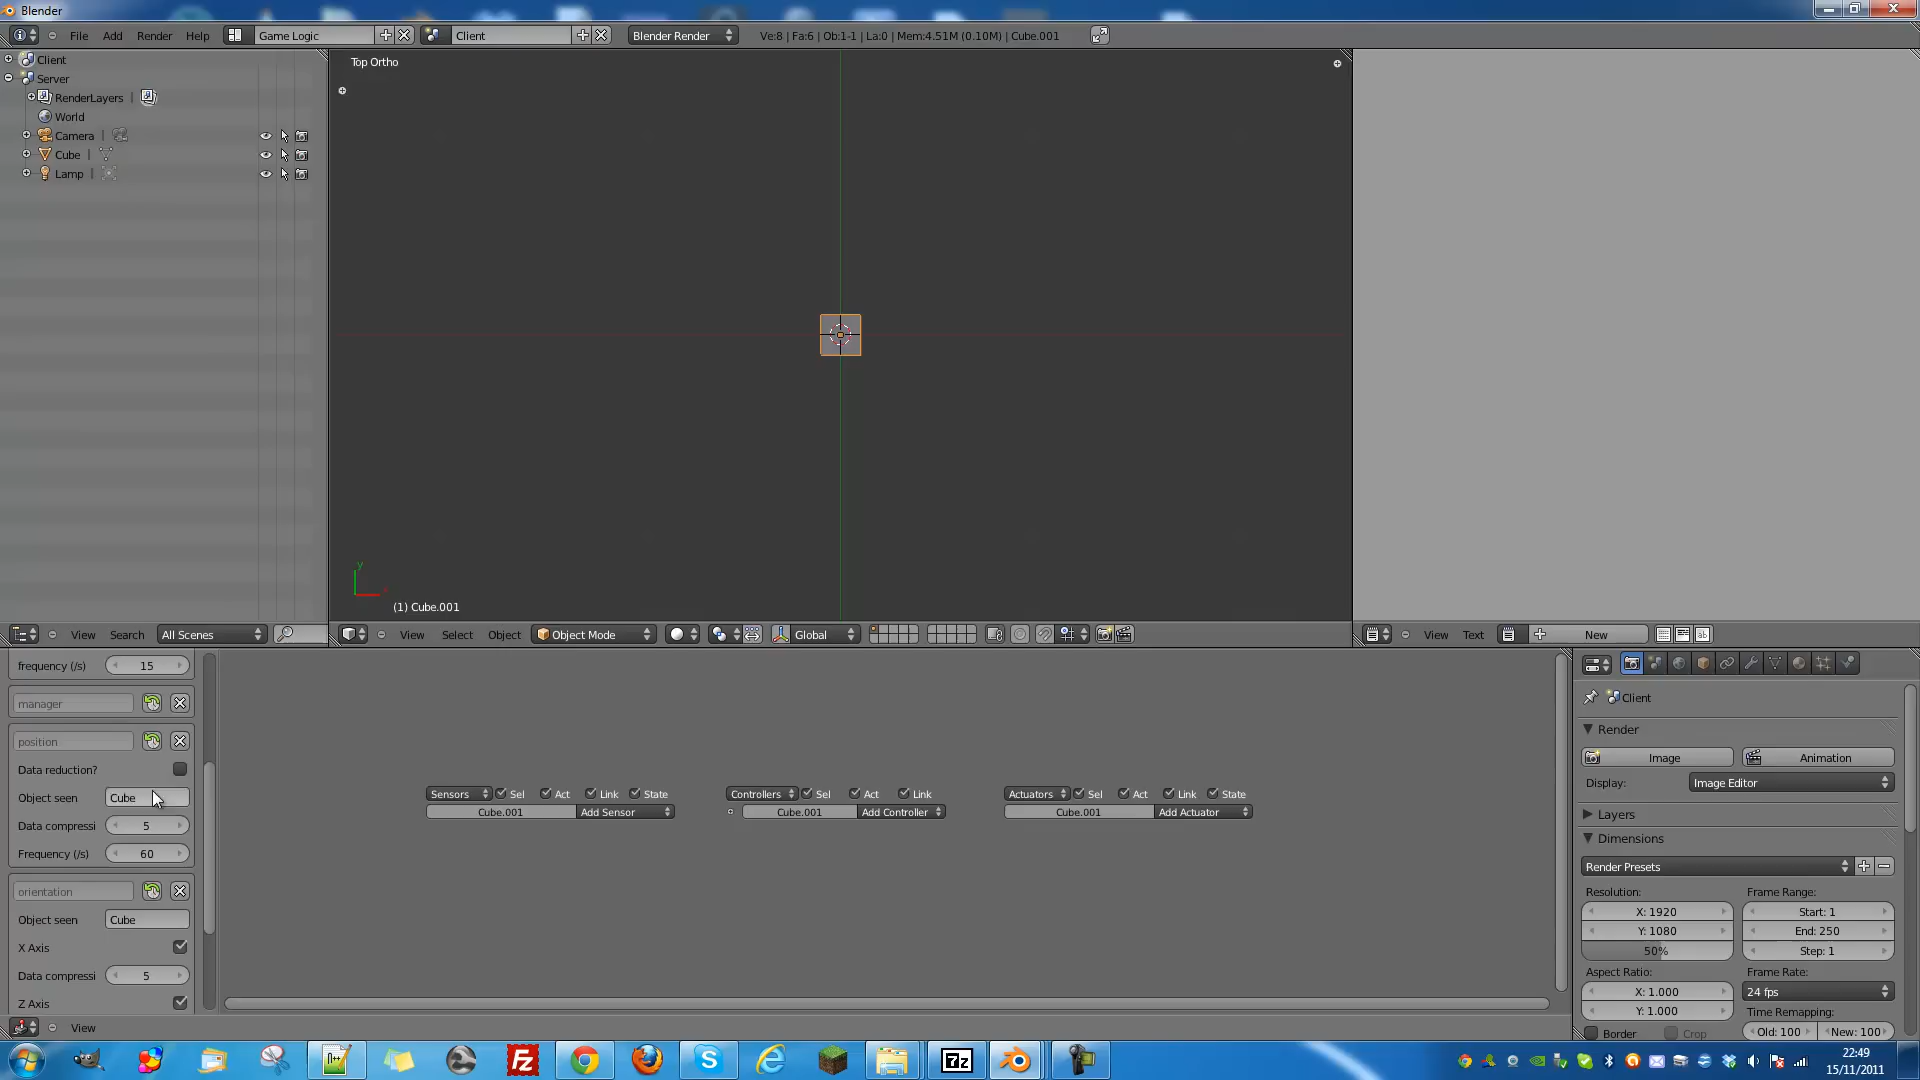 Blender
File Add Render Help Game Logic Client Blender Render Ve:8 | Fa:6 | Ob:1-1 | La:0 | Mem:4.51M (0.10M) | Cube.001
Client
Server
RenderLayers |
World
Camera |
Cube |
Lamp |
Top Ortho
y
(1) Cube.001
View Search All Scenes
View Select Object Object Mode Global
View Text New
frequency (/s) 15
manager
position
Data reduction?
Object seen Cube
Data compressi 5
Frequency (/s) 60
orientation
Object seen Cube
X Axis
Data compressi 5
Z Axis
View
Sensors Sel Act Link State
Cube.001 Add Sensor
Controllers Sel Act Link
Cube.001 Add Controller
Actuators Sel Act Link State
Cube.001 Add Actuator
Client
Render
Image Animation
Display: Image Editor
Layers
Dimensions
Render Presets
Resolution: Frame Range:
X: 1920 Start: 1
Y: 1080 End: 250
50% Step: 1
Aspect Ratio: Frame Rate:
X: 1.000 24 fps
Y: 1.000 Time Remapping:
Border Crop Old: 100 New: 100
22:49
15/11/2011